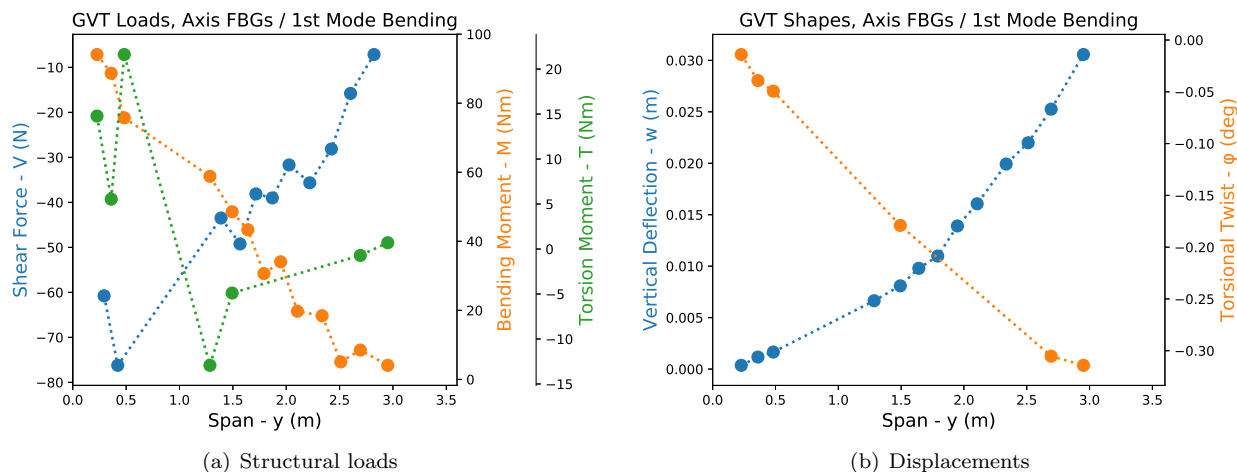 GVT Loads, Axis FBGs / 1st Mode Bending
Shear Force - V (N)
−10
−20
−30
−40
−50
−60
−70
−80
0.0 0.5 1.0 1.5 2.0 2.5 3.0 3.5
Span - y (m)
100
80
60
40
20
0
Bending Moment - M (Nm)
20
15
10
5
0
−5
−10
−15
Torsion Moment - T (Nm)
(a) Structural loads
GVT Shapes, Axis FBGs / 1st Mode Bending
Vertical Deflection - w (m)
0.030
0.025
0.020
0.015
0.010
0.005
0.000
0.0 0.5 1.0 1.5 2.0 2.5 3.0 3.5
Span - y (m)
0.00
−0.05
−0.10
−0.15
−0.20
−0.25
−0.30
Torsional Twist - φ (deg)
(b) Displacements